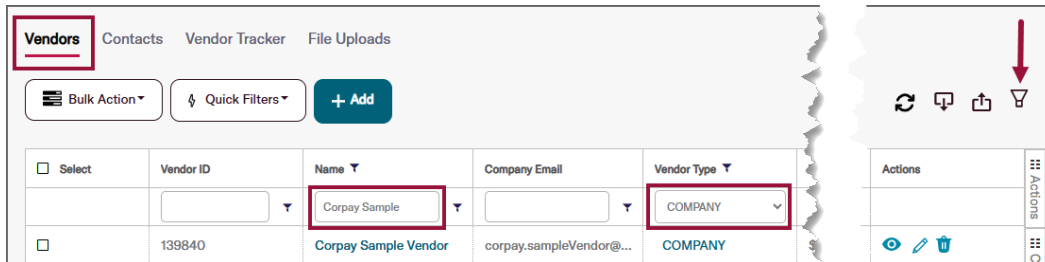 Vendors Contacts Vendor Tracker File Uploads
Bulk Action Quick Filters + Add
Select Vendor ID Name Company Email Vendor Type Actions
Corpay Sample COMPANY
139840 Corpay Sample Vendor corpay.sampleVendor@... COMPANY $
Actions
C